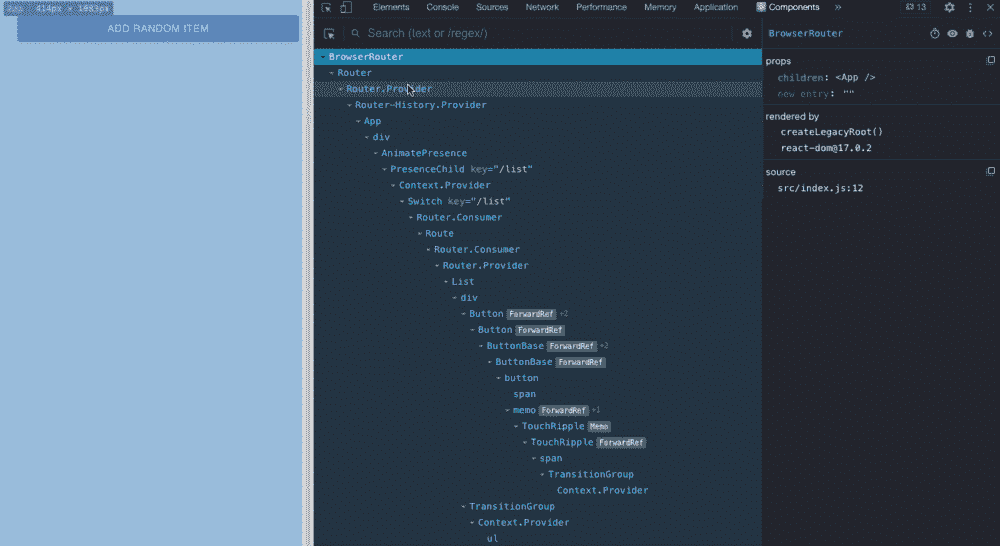 414px × 1063px
ADD RANDOM ITEM
Elements Console Sources Network Performance Memory Application Components » 13
Search (text or /regex/)
BrowserRouter
Router
Router.Provider
Router-History.Provider
App
div
AnimatePresence
PresenceChild key="/list"
Context.Provider
Switch key="/list"
Router.Consumer
Route
Router.Consumer
Router.Provider
List
div
Button ForwardRef +2
Button ForwardRef
ButtonBase ForwardRef +2
ButtonBase ForwardRef
button
span
memo ForwardRef +1
TouchRipple Memo
TouchRipple ForwardRef
span
TransitionGroup
Context.Provider
TransitionGroup
Context.Provider
ul
BrowserRouter
props
children: <App />
new entry: ""
rendered by
createLegacyRoot()
react-dom@17.0.2
source
src/index.js:12